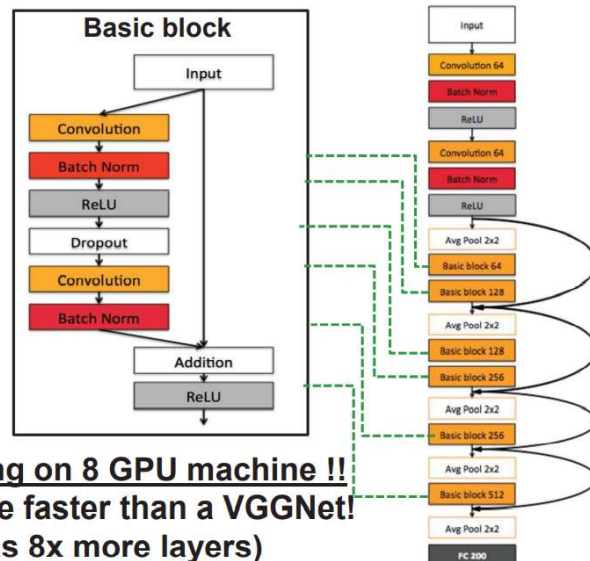 Basic block
Input
Convolution
Batch Norm
ReLU
Dropout
Convolution
Batch Norm
Addition
ReLU
on 8 GPU machine !!
faster than a VGGNet!
8x more layers)
Input
Convolution 64
Batch Norm
ReLU
Convolution 64
Batch Norm
ReLU
Avg Pool 2x2
Basic block 64
Basic block 128
Avg Pool 2x2
Basic block 128
Basic block 256
Avg Pool 2x2
Basic block 256
Avg Pool 2x2
Basic block 512
Avg Pool 2x2
FC 200